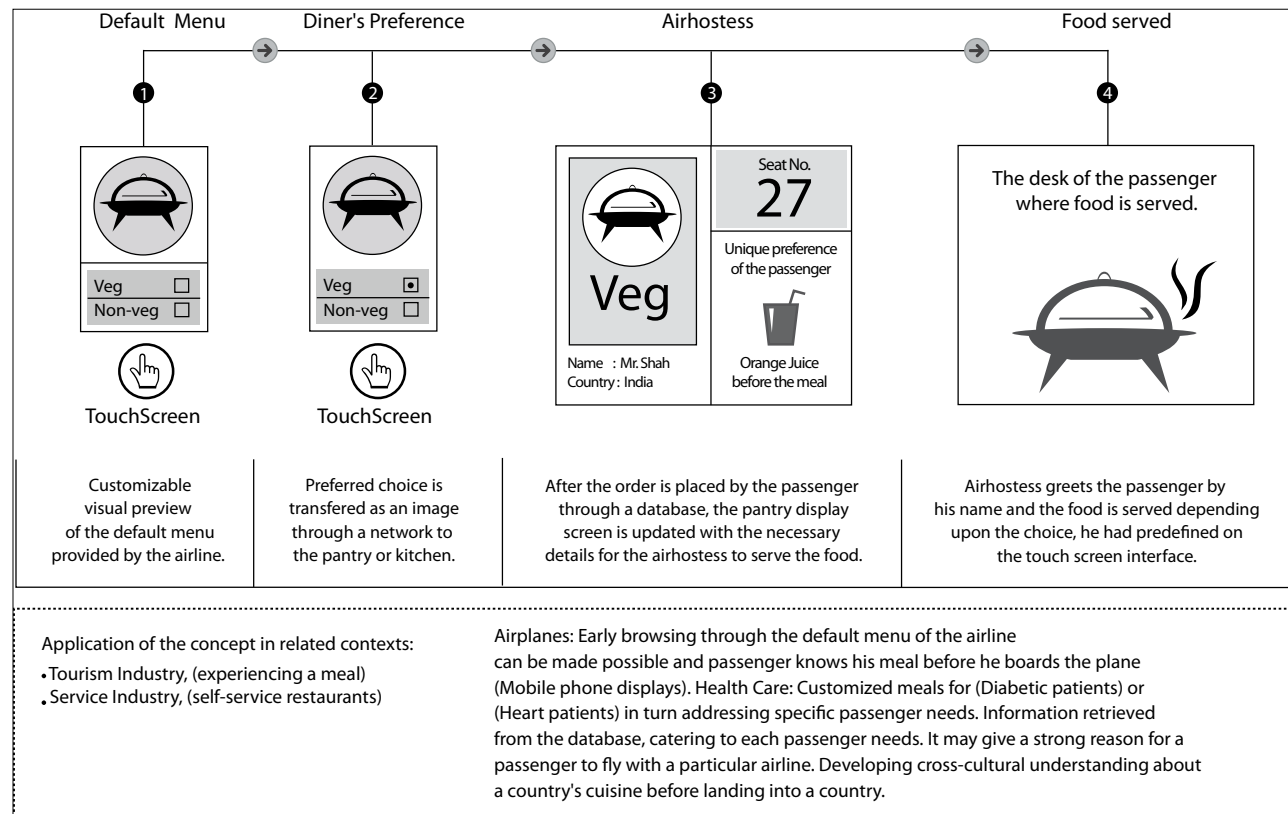 Default Menu
Diner's Preference
Airhostess
Food served
1
2
3
4
Veg
Non-veg
TouchScreen
Veg
Non-veg
TouchScreen
Veg
Name : Mr. Shah
Country : India
Seat No.
27
Unique preference
of the passenger
Orange Juice
before the meal
The desk of the passenger
where food is served.
Customizable
visual preview
of the default menu
provided by the airline.
Preferred choice is
transfered as an image
through a network to
the pantry or kitchen.
After the order is placed by the passenger
through a database, the pantry display
screen is updated with the necessary
details for the airhostess to serve the food.
Airhostess greets the passenger by
his name and the food is served depending
upon the choice, he had predefined on
the touch screen interface.
Application of the concept in related contexts:
• Tourism Industry, (experiencing a meal)
• Service Industry, (self-service restaurants)
Airplanes: Early browsing through the default menu of the airline
can be made possible and passenger knows his meal before he boards the plane
(Mobile phone displays). Health Care: Customized meals for (Diabetic patients) or
(Heart patients) in turn addressing specific passenger needs. Information retrieved
from the database, catering to each passenger needs. It may give a strong reason for a
passenger to fly with a particular airline. Developing cross-cultural understanding about
a country's cuisine before landing into a country.